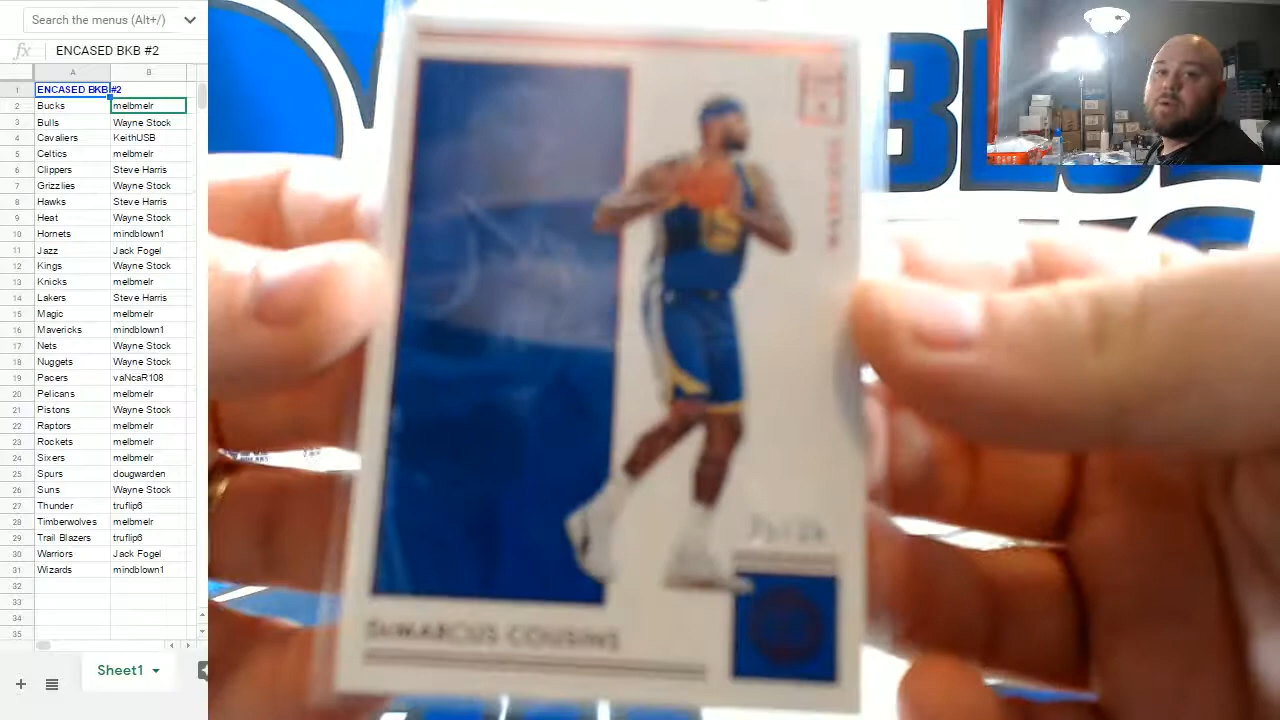 Search the menus (Alt+/)
fx ENCASED BKB #2
A B
1 ENCASED BKB #2
2 Bucks melbmelr
3 Bulls Wayne Stock
4 Cavaliers KeithUSB
5 Celtics melbmelr
6 Clippers Steve Harris
7 Grizzlies Wayne Stock
8 Hawks Steve Harris
9 Heat Wayne Stock
10 Hornets mindblown1
11 Jazz Jack Fogel
12 Kings Wayne Stock
13 Knicks melbmelr
14 Lakers Steve Harris
15 Magic melbmelr
16 Mavericks mindblown1
17 Nets Wayne Stock
18 Nuggets Wayne Stock
19 Pacers vaNcaR108
20 Pelicans melbmelr
21 Pistons Wayne Stock
22 Raptors melbmelr
23 Rockets melbmelr
24 Sixers melbmelr
25 Spurs dougwarden
26 Suns Wayne Stock
27 Thunder truflip6
28 Timberwolves melbmelr
29 Trail Blazers truflip6
30 Warriors Jack Fogel
31 Wizards mindblown1
32
33
34
35
Sheet1
DeMARCUS COUSINS